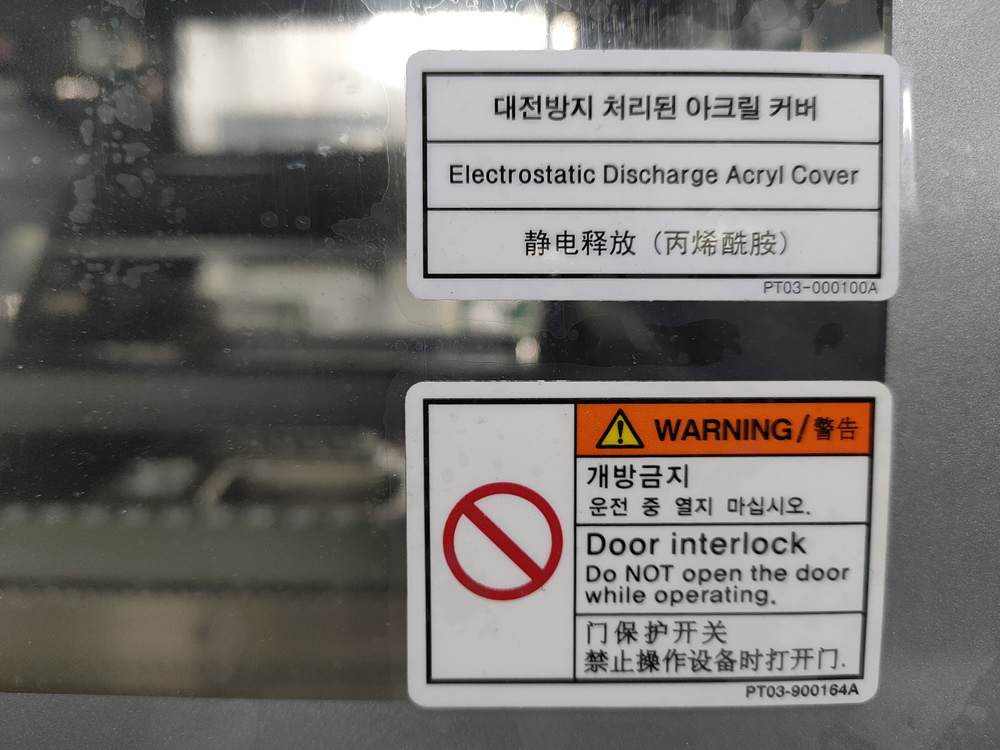 대전방지 처리된 아크릴 커버
Electrostatic Discharge Acryl Cover
静电释放（丙烯酰胺）
PT03-000100A
WARNING/警告
개방금지
운전 중 열지 마십시오.
Door interlock
Do NOT open the door
while operating.
门保护开关
禁止操作设备时打开门.
PT03-900164A